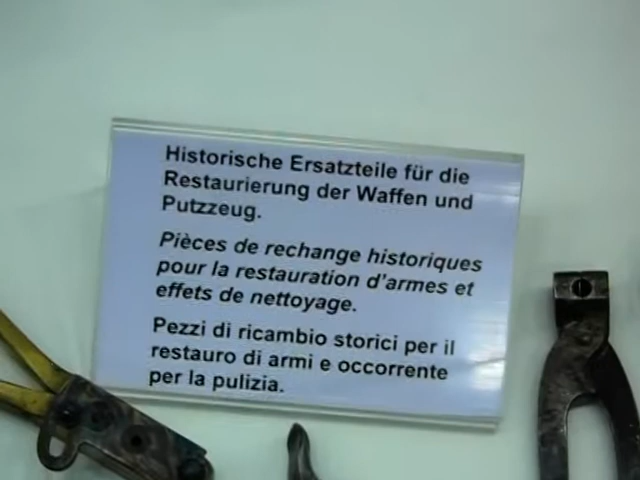 Historische Ersatzteile für die
Restaurierung der Waffen und
Putzzeug.
Pièces de rechange historiques
pour la restauration d'armes et
effets de nettoyage.
Pezzi di ricambio storici per il
restauro di armi e occorrente
per la pulizia.